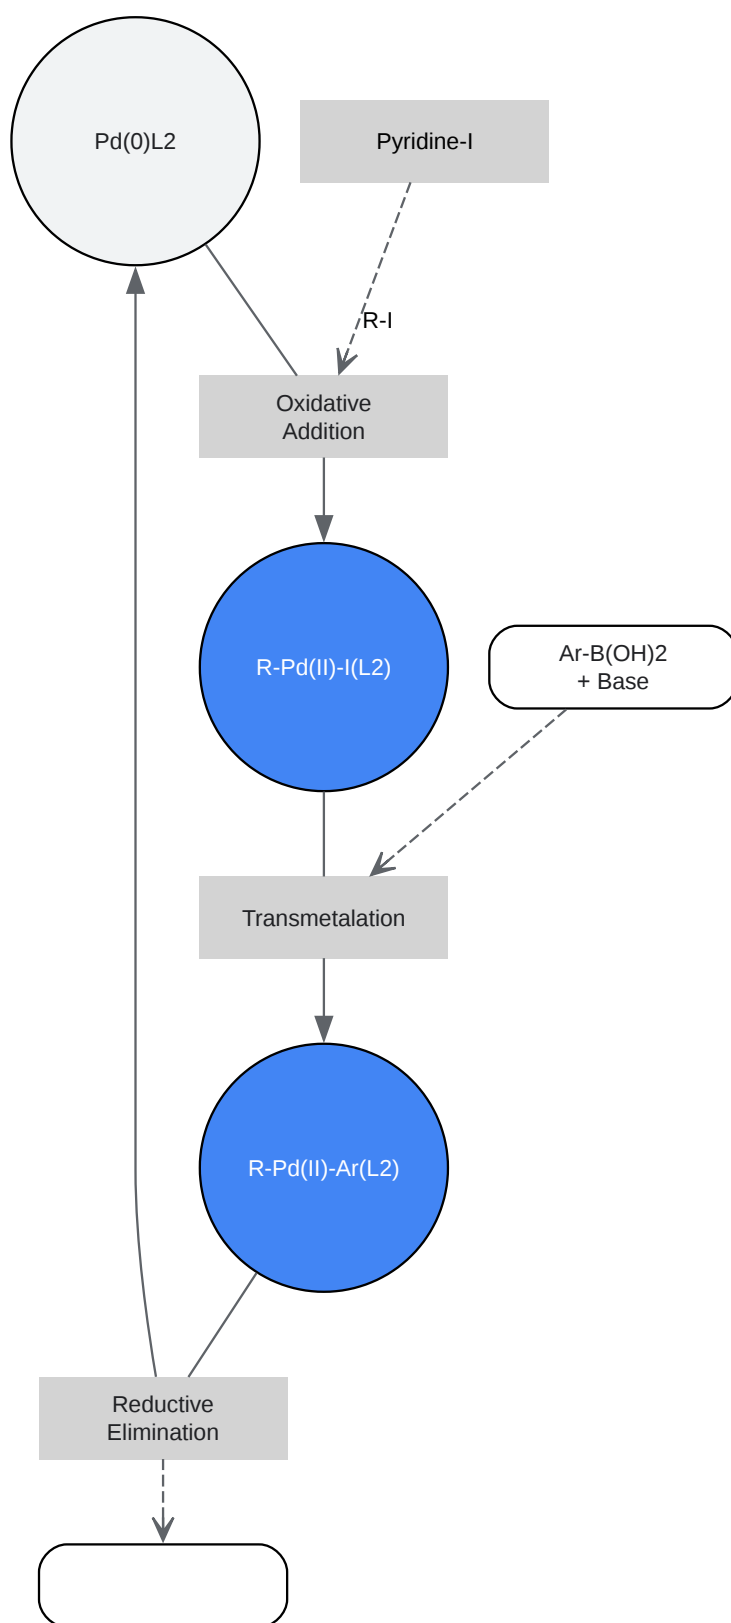 Pd(0)L2
Pyridine-I
R-I
Oxidative
Addition
R-Pd(II)-I(L2)
Ar-B(OH)2
+ Base
Transmetalation
R-Pd(II)-Ar(L2)
Reductive
Elimination